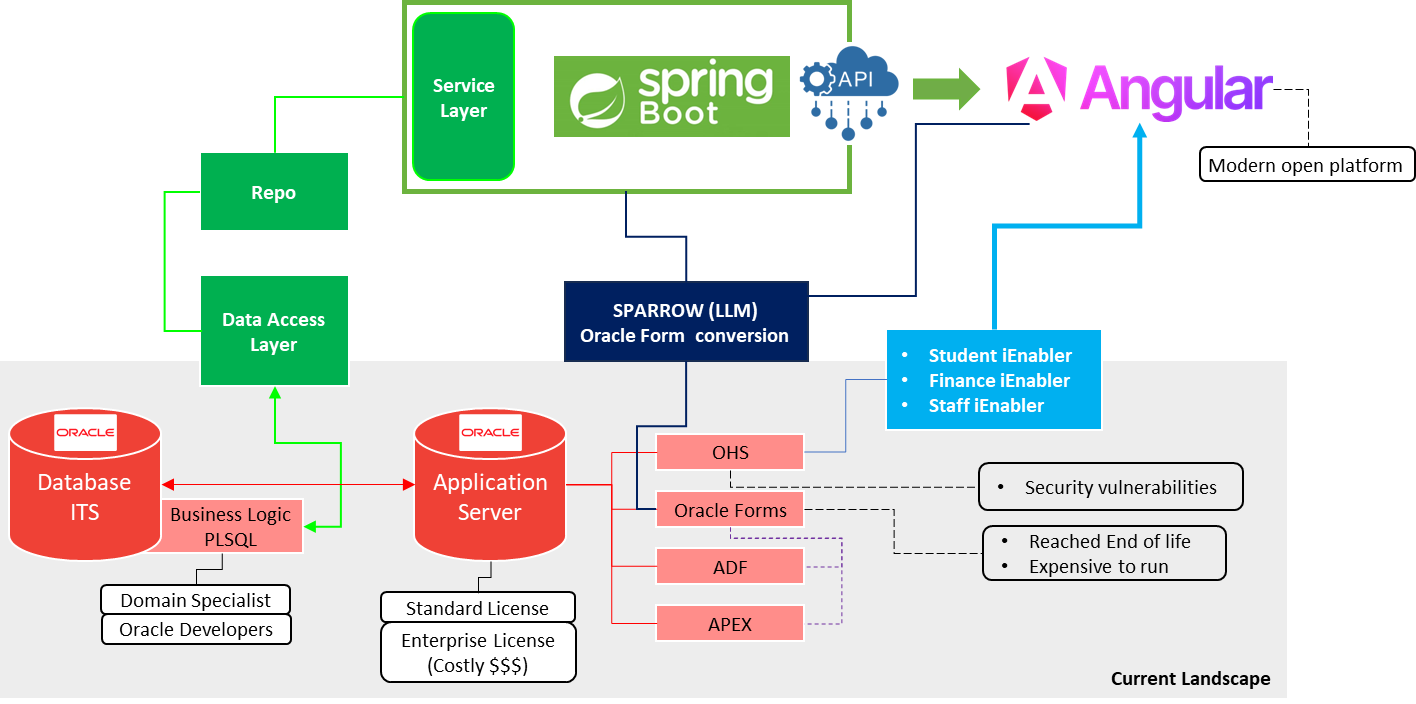 Service
Layer
spring
Boot
API
Angular
Modern open platform
Repo
Data Access
Layer
SPARROW (LLM)
Oracle Form conversion
• Student iEnabler
• Finance iEnabler
• Staff iEnabler
ORACLE
Database
ITS
Business Logic
PLSQL
Domain Specialist
Oracle Developers
ORACLE
Application
Server
Standard License
Enterprise License
(Costly $$$)
OHS
Oracle Forms
ADF
APEX
• Security vulnerabilities
• Reached End of life
• Expensive to run
Current Landscape